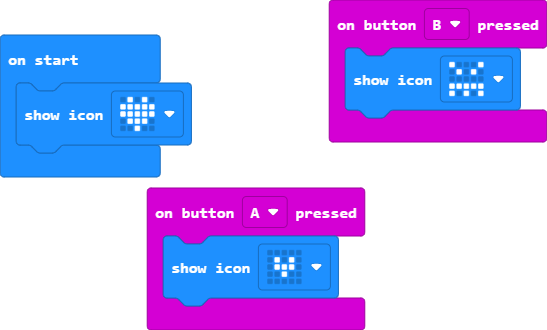 on start
show icon
on button B pressed
show icon
on button A pressed
show icon